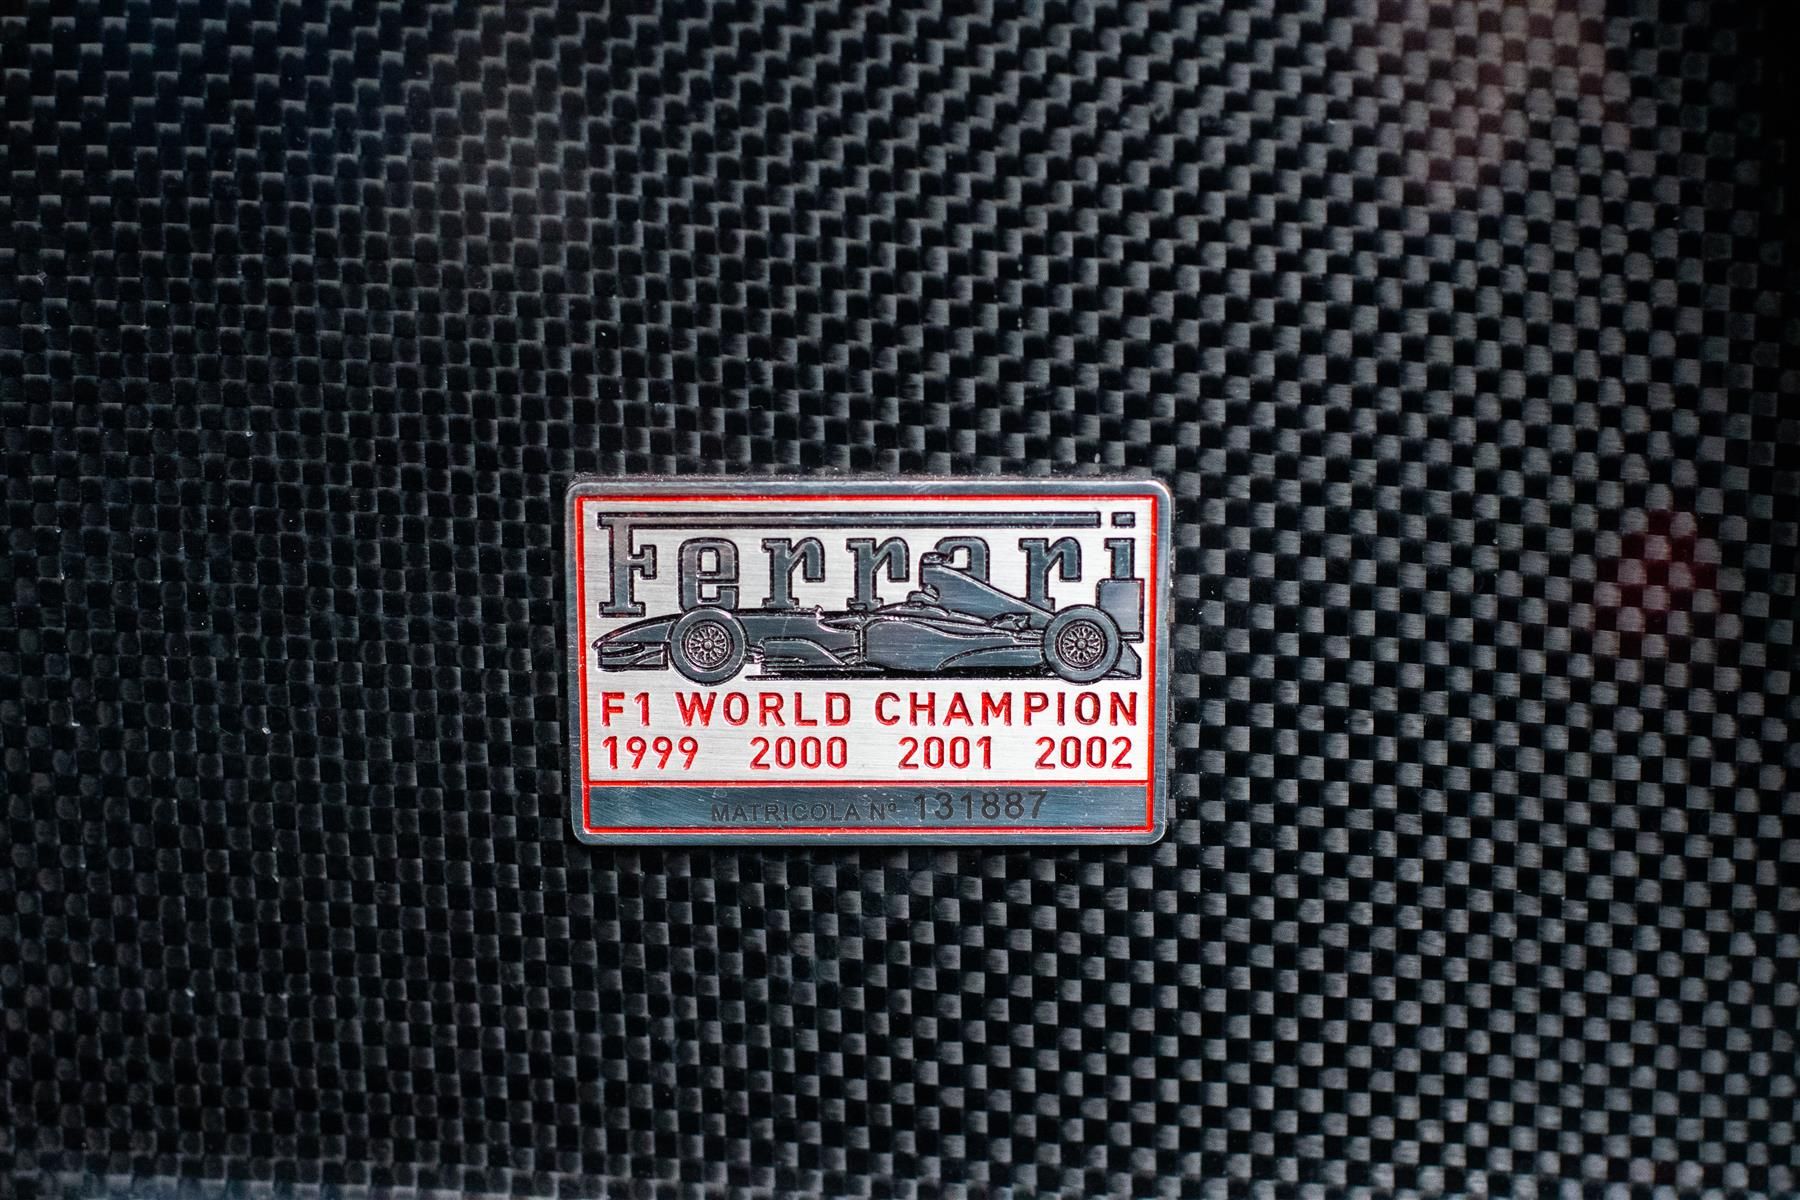 Ferrari
F1 WORLD CHAMPION
1999 2000 2001 2002
MATRICOLA Nº 131887